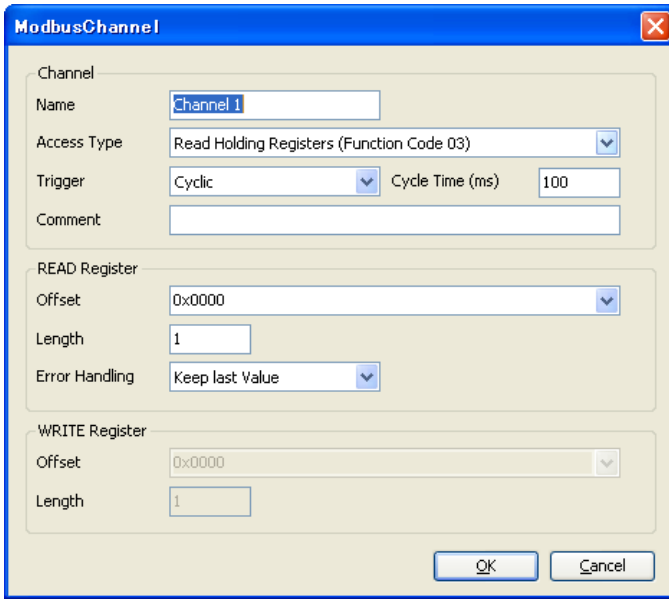 ModbusChannel
Channel
Name Channel 1
Access Type Read Holding Registers (Function Code 03)
Trigger Cyclic Cycle Time (ms) 100
Comment
READ Register
Offset 0x0000
Length 1
Error Handling Keep last Value
WRITE Register
Offset 0x0000
Length 1
OK Cancel